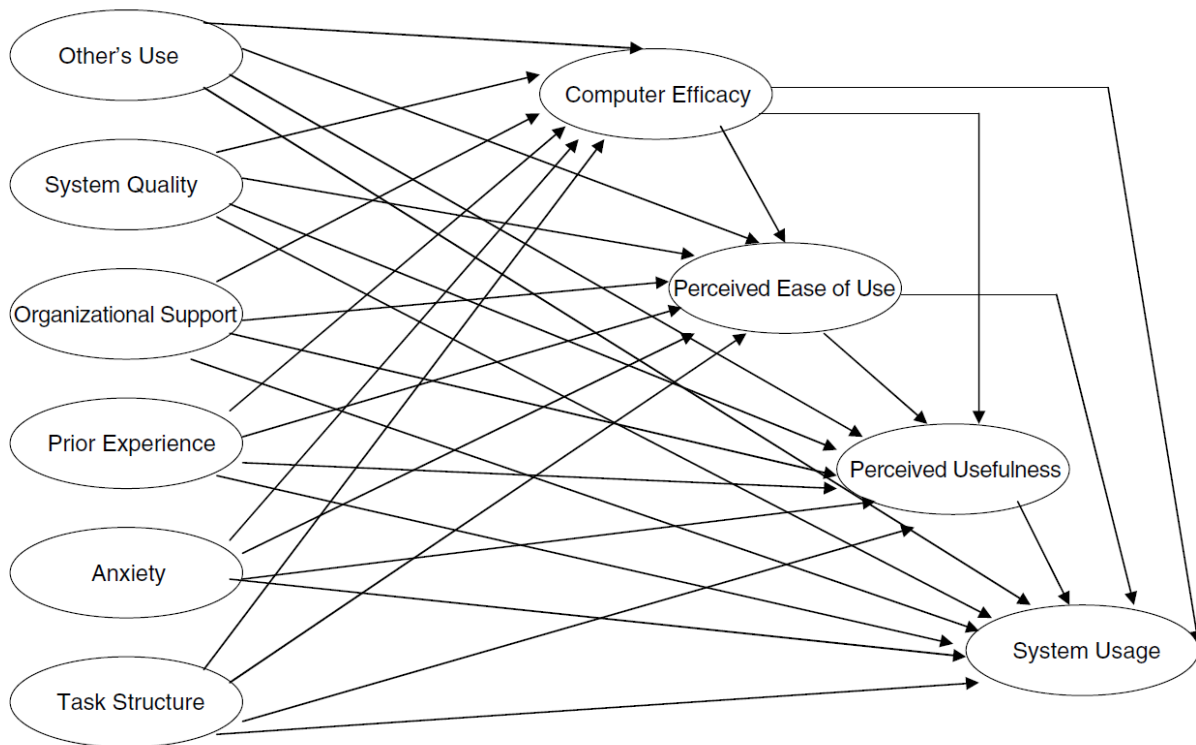 Other's Use
Computer Efficacy
System Quality
Perceived Ease of Use
Organizational Support
Prior Experience
Perceived Usefulness
Anxiety
System Usage
Task Structure